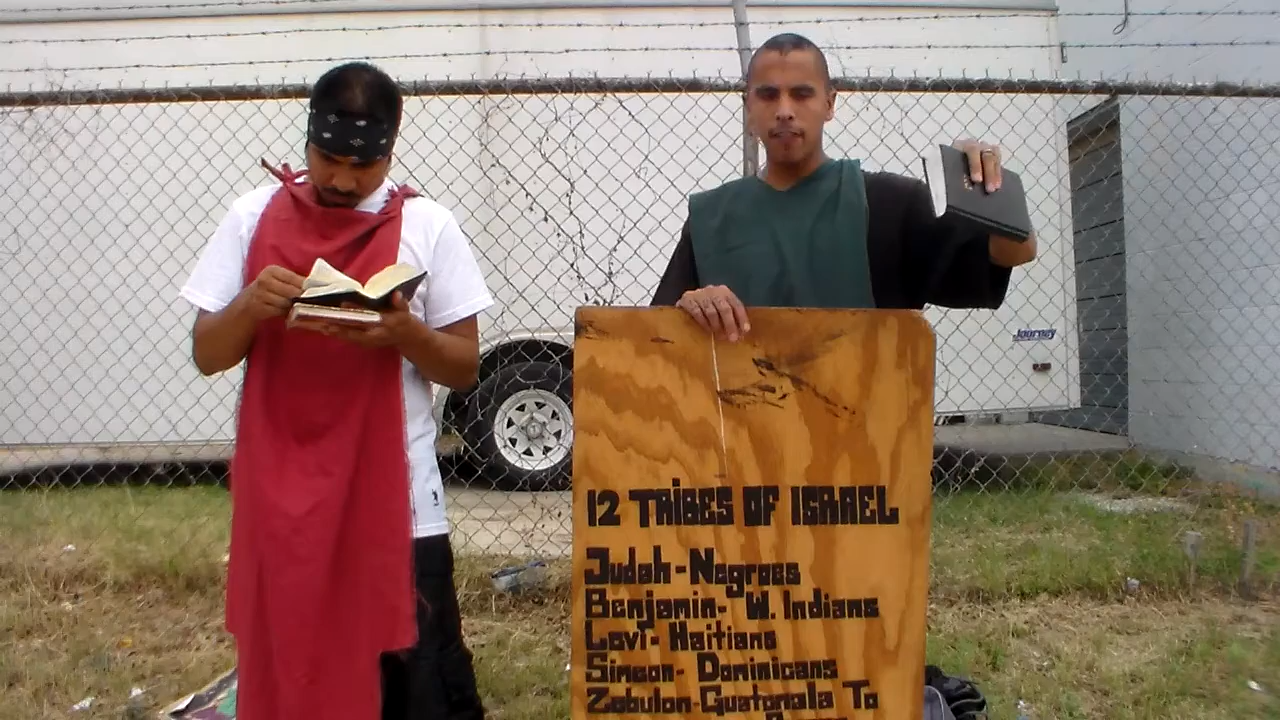 Journey
12 TRIBES OF ISRAEL
Judah - Negroes
Benjamin - W. Indians
Levi - Haitians
Simeon - Dominicans
Zebulon - Guatemala To